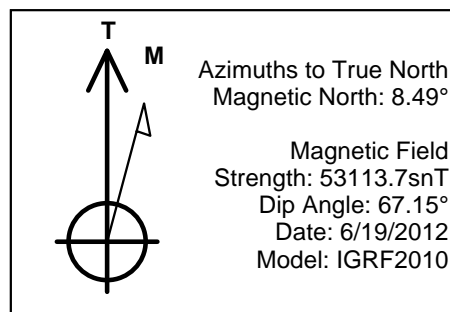 T
M
Azimuths to True North
Magnetic North: 8.49°
Magnetic Field
Strength: 53113.7snT
Dip Angle: 67.15°
Date: 6/19/2012
Model: IGRF2010